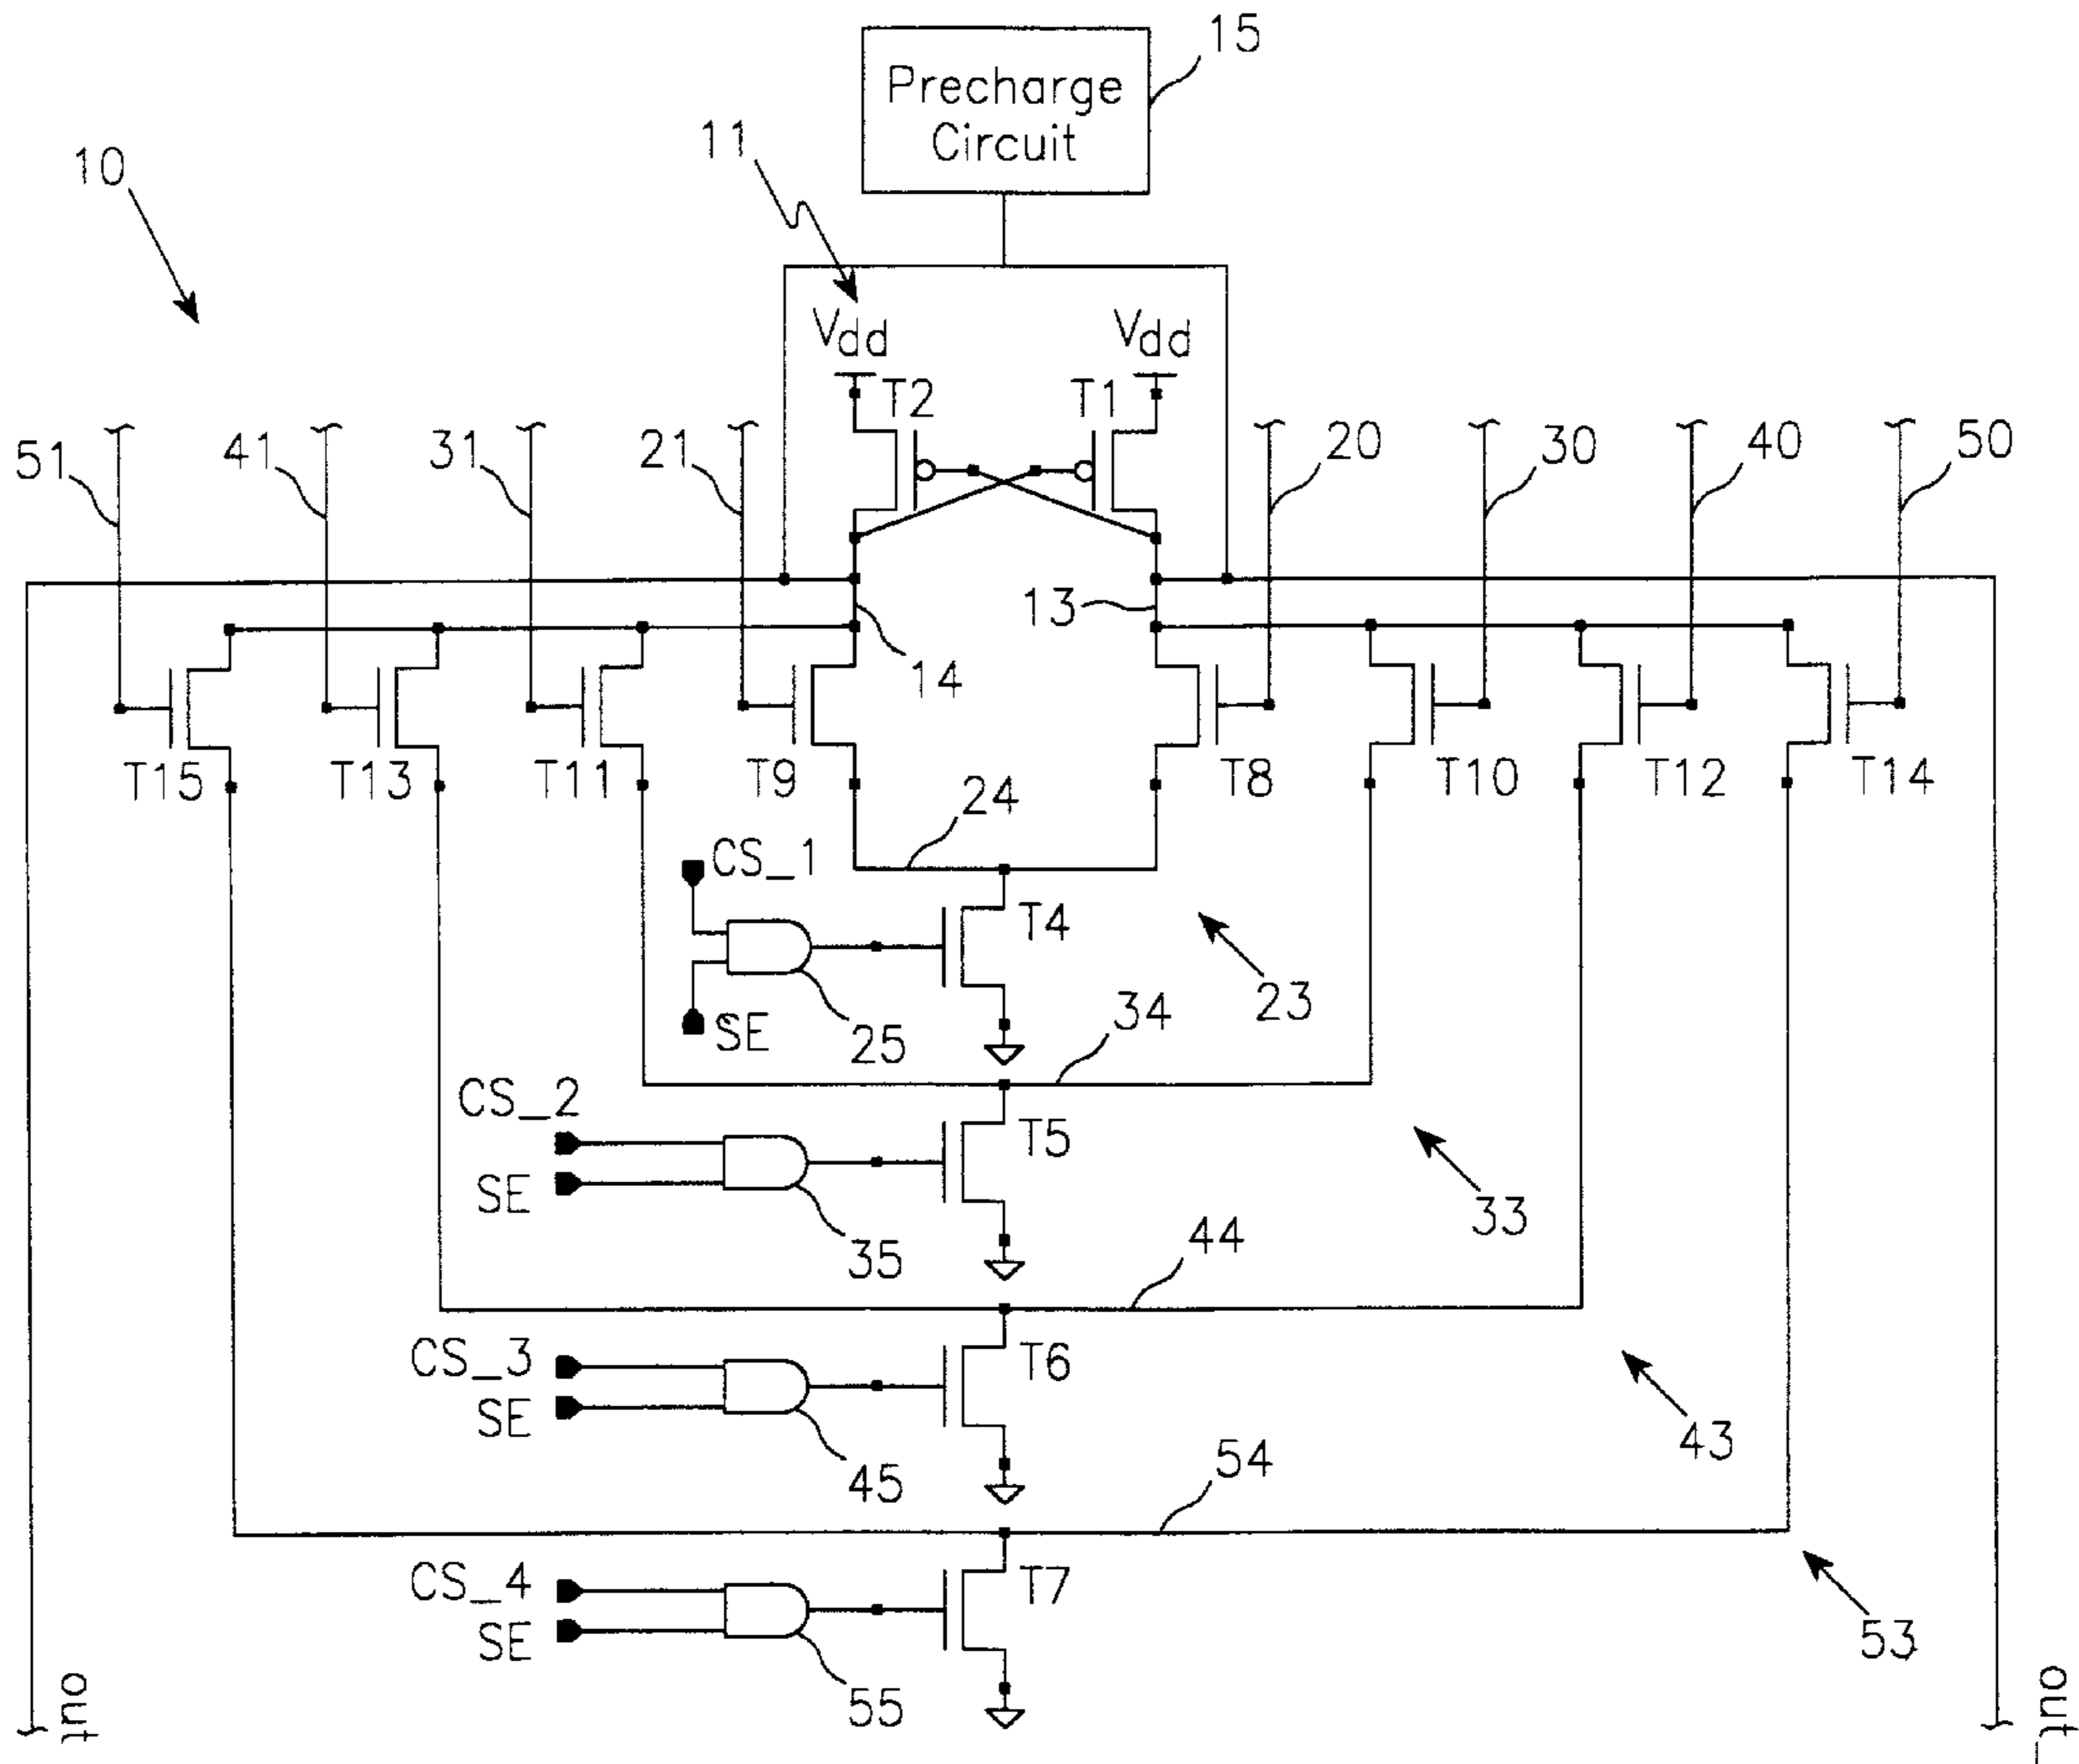 15
Precharge
Circuit
11
10
Vdd
Vdd
T2
T1
51
41
31
21
20
30
40
50
13
14
T15
T13
T11
T9
T8
T10
T12
T14
24
CS_1
T4
23
SE
25
34
CS_2
T5
SE
35
33
44
CS_3
T6
SE
45
43
54
CS_4
T7
SE
55
53
out
out_